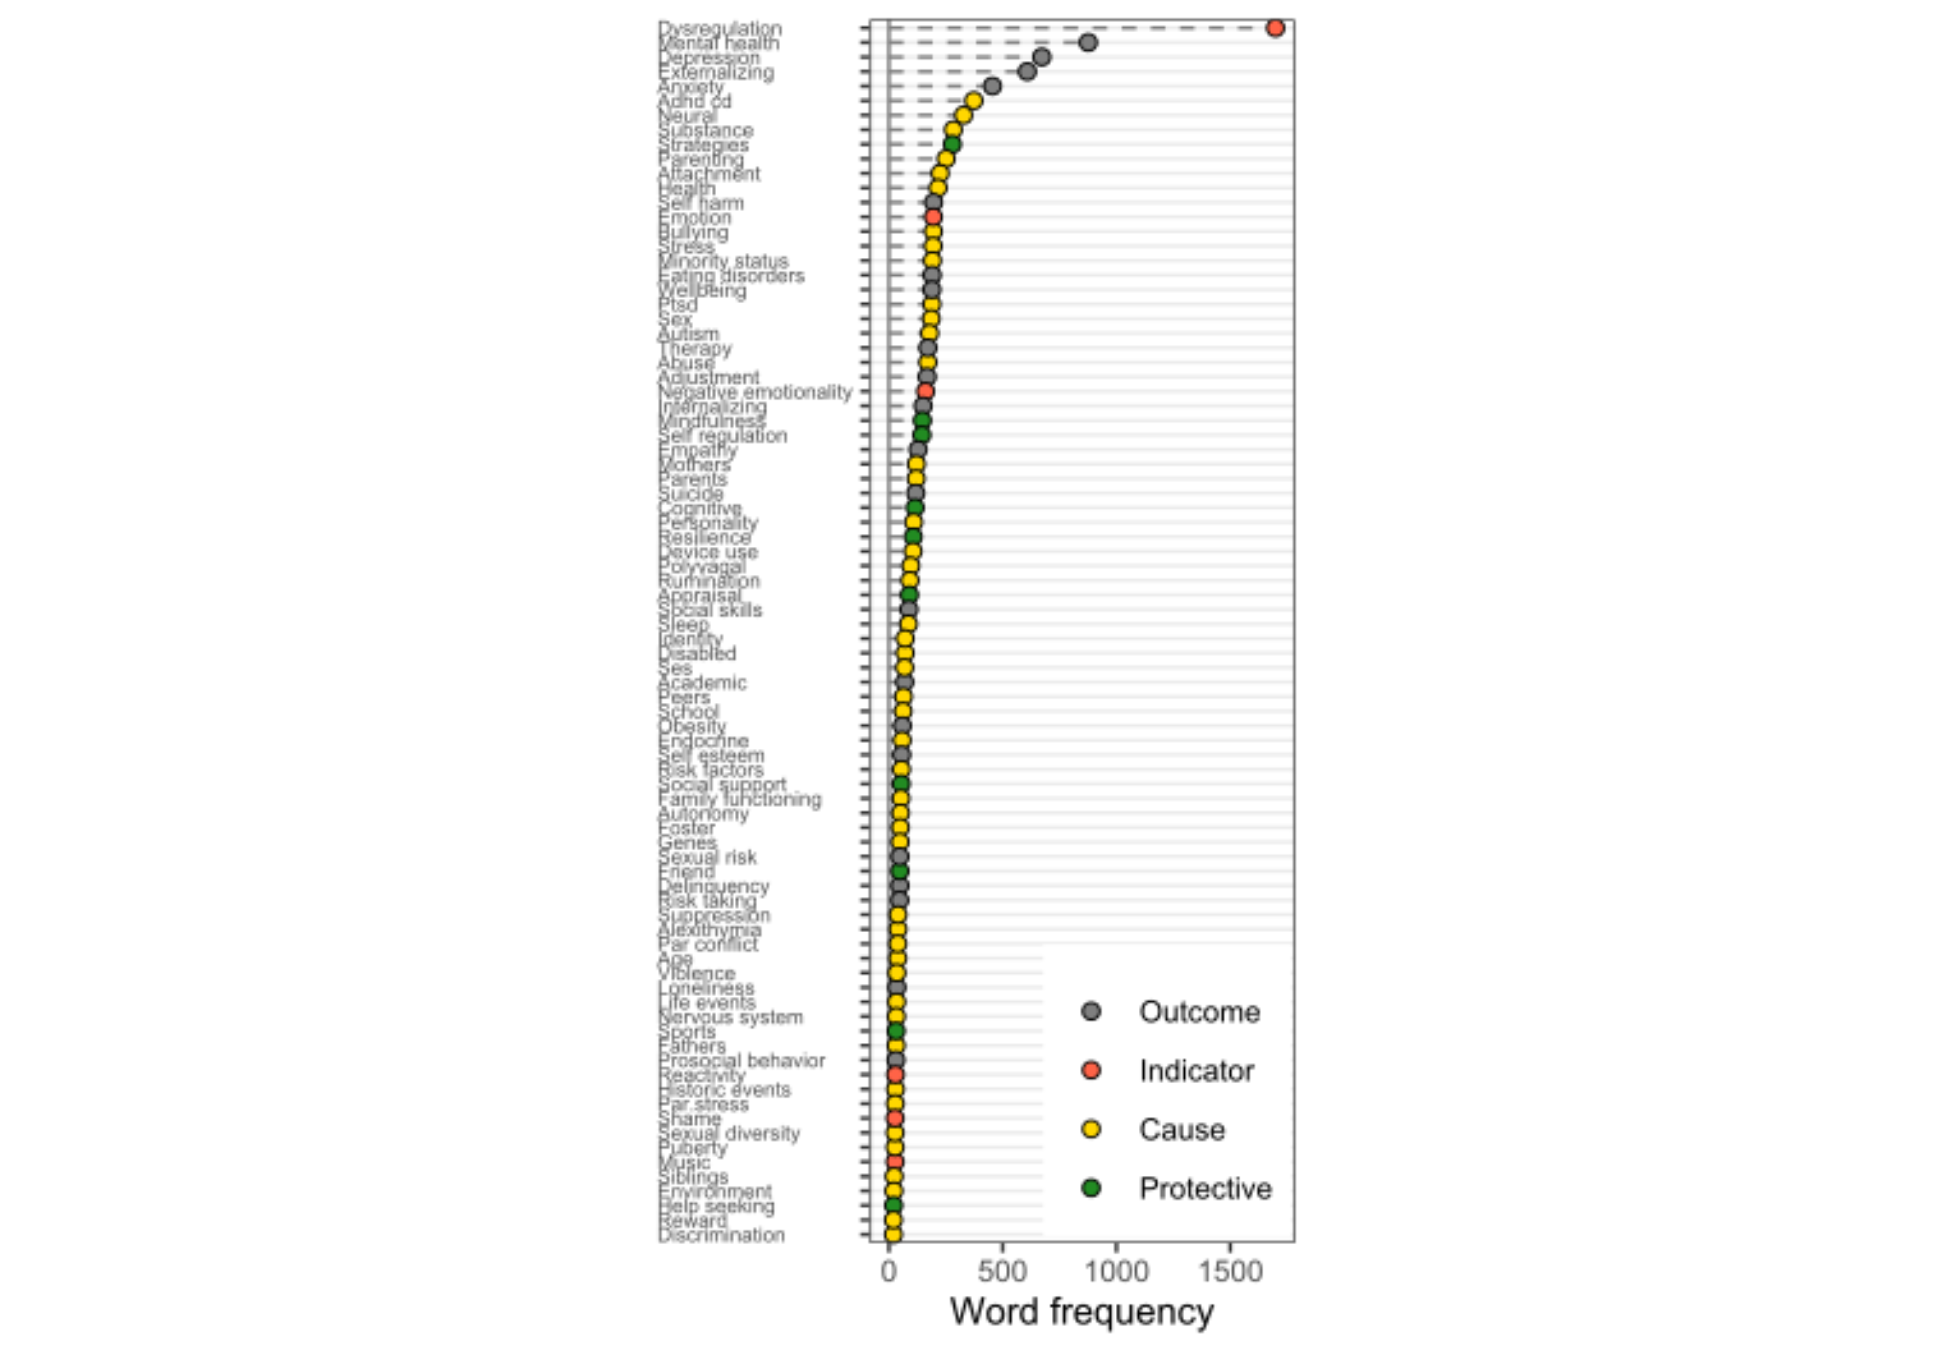 Dysregulation
Mental health
Depression
Externalizing
Anxiety
Adhd cd
Neural
Substance
Strategies
Parenting
Attachment
Health
Self harm
Emotion
Bullying
Stress
Minority status
Eating disorders
Wellbeing
Ptsd
Sex
Autism
Therapy
Abuse
Adjustment
Negative emotionality
Internalizing
Mindfulness
Self regulation
Empathy
Mothers
Parents
Suicide
Cognitive
Personality
Resilience
Device use
Polyvagal
Rumination
Appraisal
Social skills
Sleep
Identity
Disabled
Ses
Academic
Peers
School
Obesity
Endocrine
Self esteem
Risk factors
Social support
Family functioning
Autonomy
Foster
Genes
Sexual risk
Friend
Delinquency
Risk taking
Suppression
Alexithymia
Par conflict
Age
Violence
Loneliness
Life events
Nervous system
Sports
Fathers
Prosocial behavior
Reactivity
Historic events
Par stress
Shame
Sexual diversity
Puberty
Music
Siblings
Environment
Help seeking
Reward
Discrimination
Outcome
Indicator
Cause
Protective
0 500 1000 1500
Word frequency